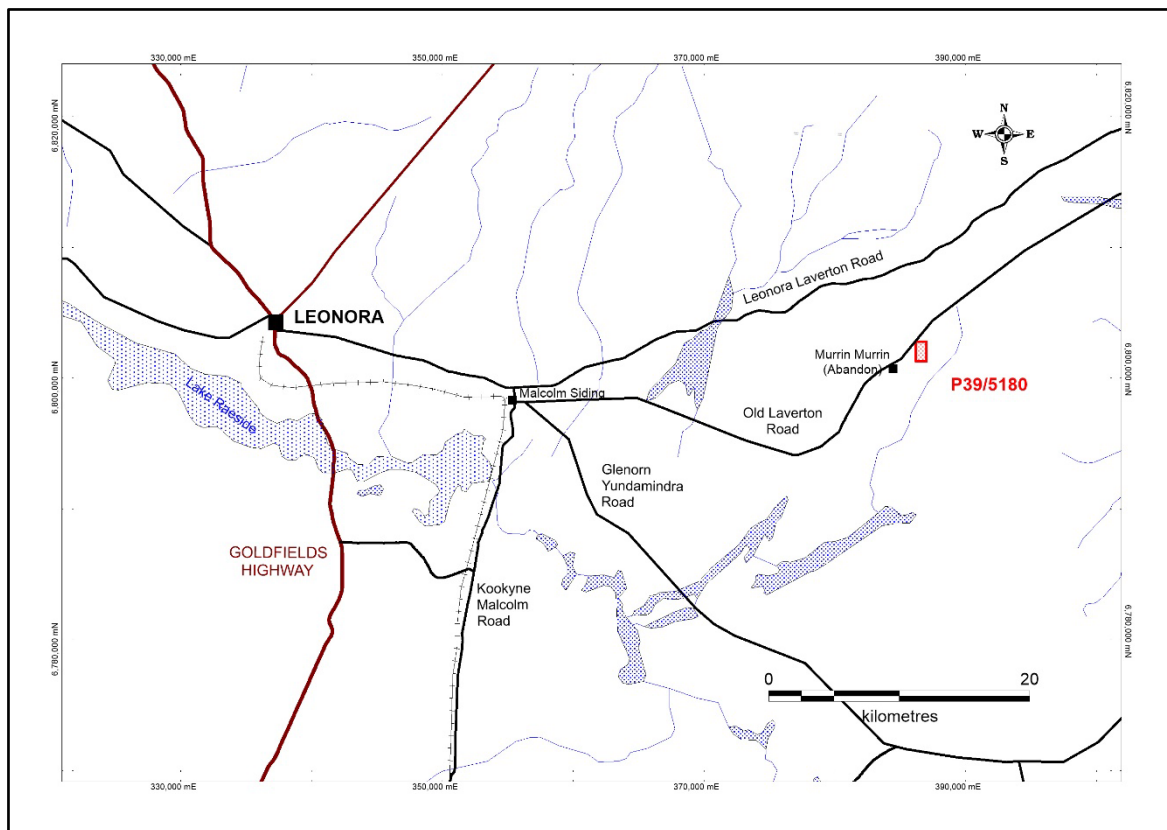 330,000 mE
350,000 mE
370,000 mE
390,000 mE
6,820,000 mN
6,820,000 mN
N
W
E
S
Leonora Laverton Road
LEONORA
Murrin Murrin
(Abandon)
6,800,000 mN
6,800,000 mN
P39/5180
Lake Raeside
Malcolm Siding
Old Laverton
Road
Glenorn
Yundamindra
Road
GOLDFIELDS
HIGHWAY
Kookyne
Malcolm
Road
6,780,000 mN
6,780,000 mN
0
20
kilometres
330,000 mE
350,000 mE
370,000 mE
390,000 mE